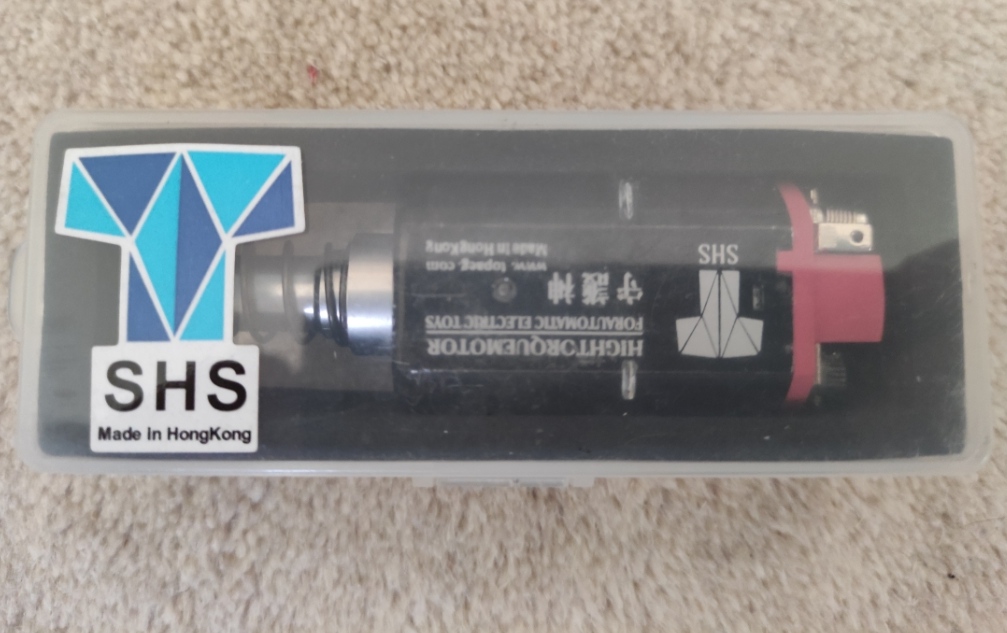 SHS
Made In HongKong
SHS
HIGHTORQUEMOTOR
FORAUTOMATIC ELECTRIC TOYS
守護神
www. topaeg. com
Made in HongKong